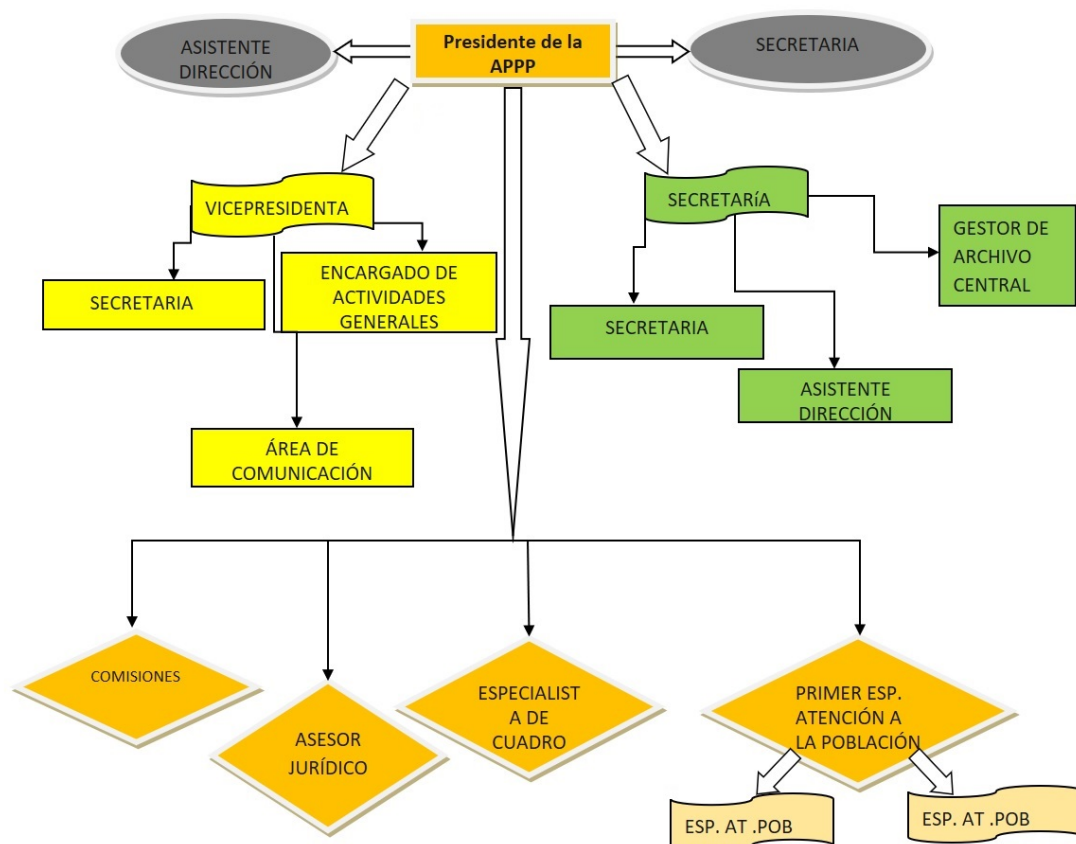 ASISTENTE
DIRECCIÓN
Presidente de la
APPP
SECRETARIA
VICEPRESIDENTA
SECRETARíA
SECRETARIA
ENCARGADO DE
ACTIVIDADES
GENERALES
GESTOR DE
ARCHIVO
CENTRAL
SECRETARIA
ASISTENTE
DIRECCIÓN
ÁREA DE
COMUNICACIÓN
COMISIONES
ASESOR
JURÍDICO
ESPECIALIST
A DE
CUADRO
PRIMER ESP.
ATENCIÓN A
LA POBLACIÓN
ESP. AT .POB
ESP. AT .POB